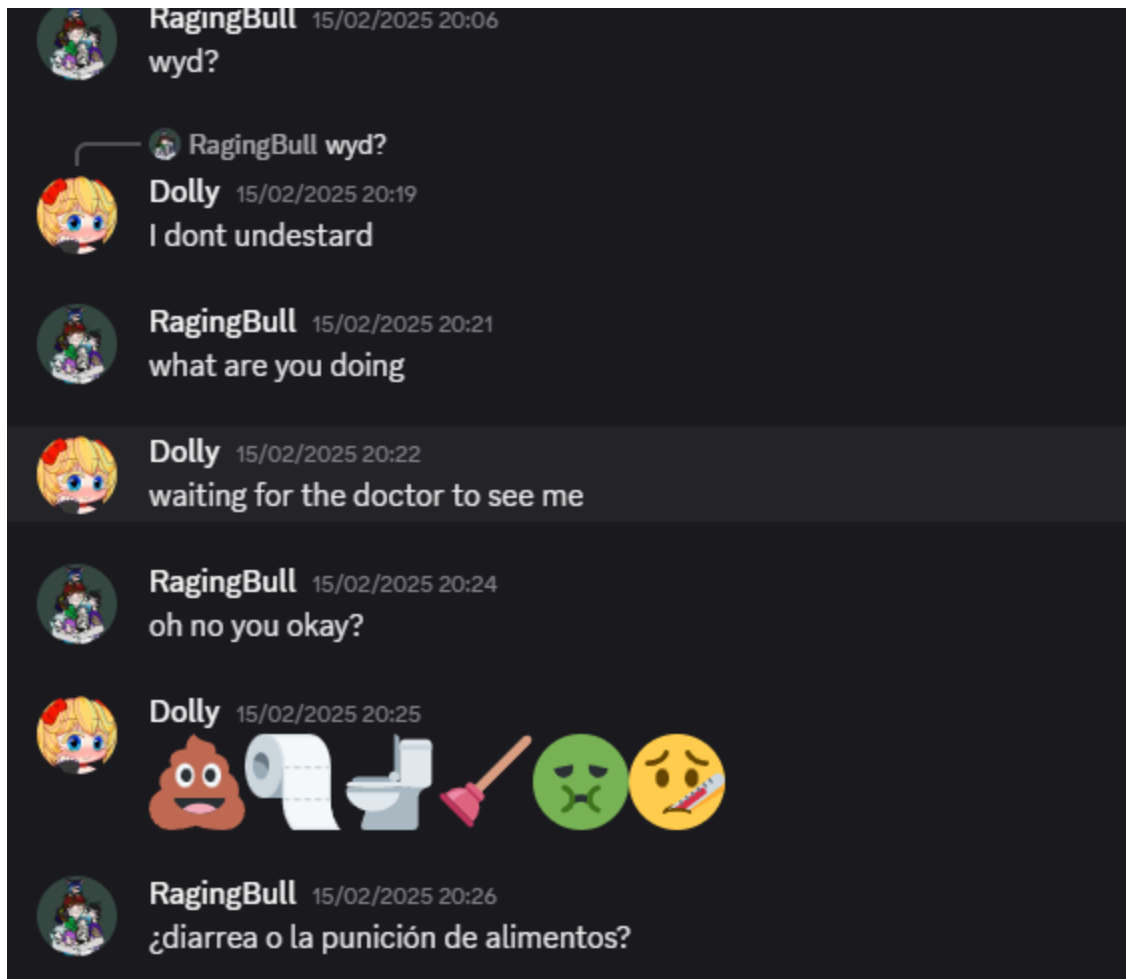 RagingBull 15/02/2025 20:06
wyd?
RagingBull wyd?
Dolly 15/02/2025 20:19
I dont undestard
RagingBull 15/02/2025 20:21
what are you doing
Dolly 15/02/2025 20:22
waiting for the doctor to see me
RagingBull 15/02/2025 20:24
oh no you okay?
Dolly 15/02/2025 20:25
RagingBull 15/02/2025 20:26
¿diarrea o la punición de alimentos?